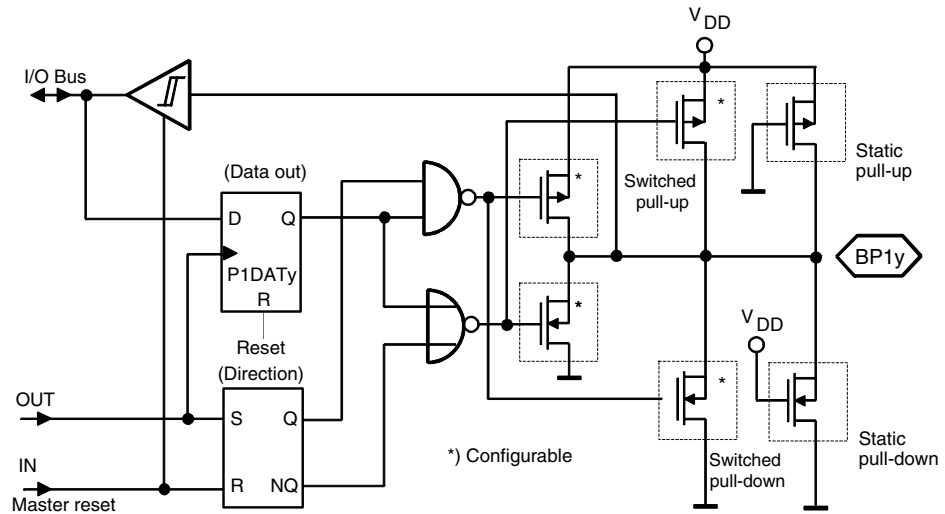 V DD
I/O Bus
*
(Data out)
*
Static
pull-up
Switched
pull-up
D
Q
P1DATy
R
BP1y
*
V DD
Reset
(Direction)
OUT
S
Q
*
*) Configurable
Static
pull-down
IN
R
NQ
Switched
pull-down
Master reset